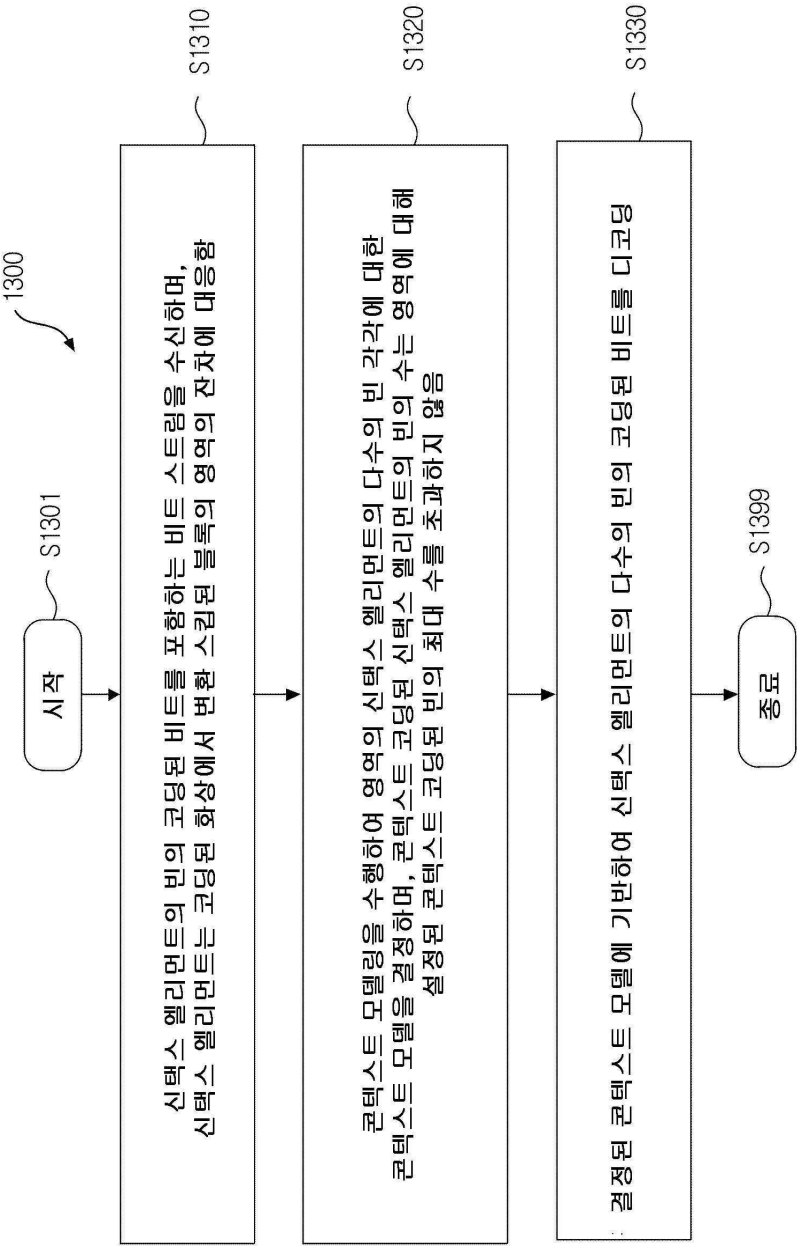 1300
시작
S1301
신택스 엘리먼트의 빈의 코딩된 비트를 포함하는 비트 스트림을 수신하며,
신택스 엘리먼트는 코딩된 화상에서 변환 스킵된 블록의 영역의 잔차에 대응함
S1310
콘텍스트 모델링을 수행하여 영역의 신택스 엘리먼트의 다수의 빈 각각에 대한
콘텍스트 모델을 결정하며, 콘텍스트 코딩된 신택스 엘리먼트의 빈의 수는 영역에 대해
설정된 콘텍스트 코딩된 빈의 최대 수를 초과하지 않음
S1320
결정된 콘텍스트 모델에 기반하여 신택스 엘리먼트의 다수의 빈의 코딩된 비트를 디코딩
S1330
종료
S1399